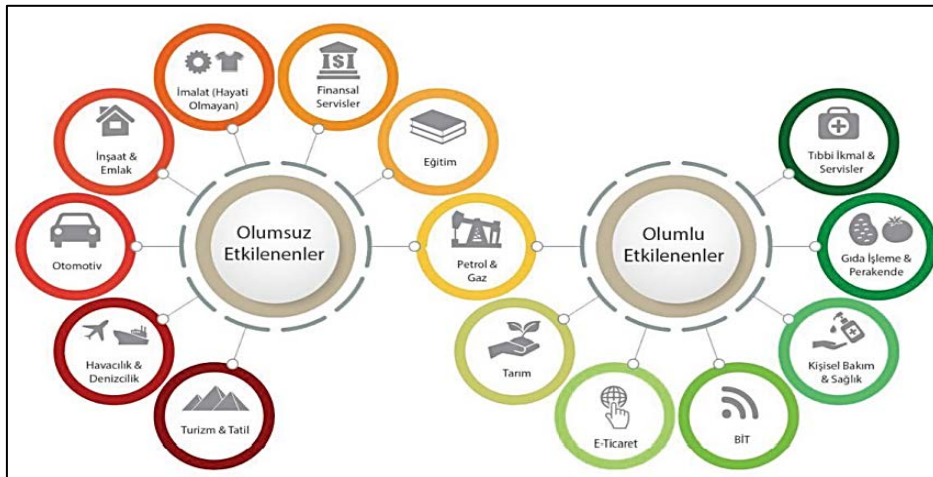 İmalat (Hayati
Olmayan)
Finansal
Servisler
İnşaat &
Emlak
Eğitim
Otomotiv
Olumsuz
Etkilenenler
Petrol &
Gaz
Havacılık &
Denizcilik
Turizm & Tatil
Olumlu
Etkilenenler
Tıbbi İkmal &
Servisler
Gıda İşleme &
Perakende
Kişisel Bakım
& Sağlık
BİT
E-Ticaret
Tarım